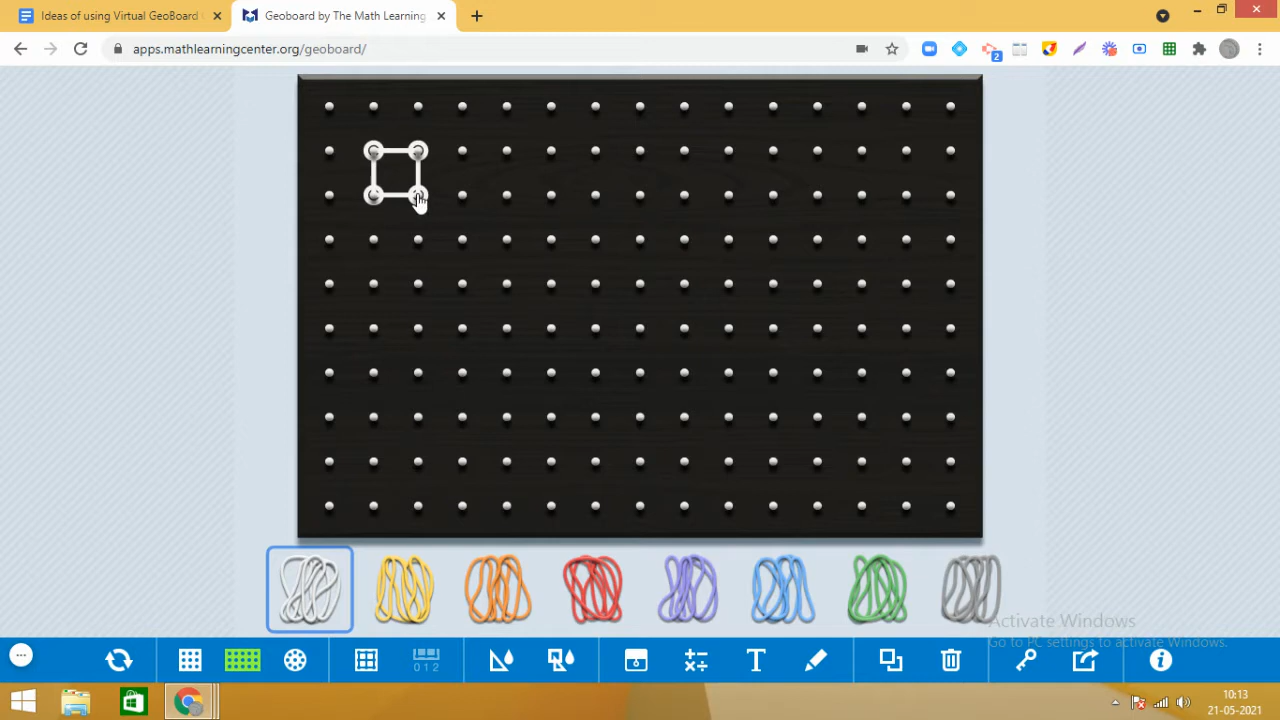 Ideas of using Virtual GeoBoard
Geoboard by The Math Learning
apps.mathlearningcenter.org/geoboard/
2
0 1 2
T
Activate Windows
Go to PC settings to activate Windows.
10:13
21-05-2021